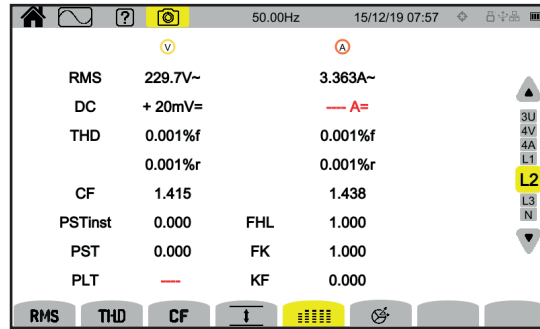 ? 50.00Hz 15/12/19 07:57
V A
RMS 229.7V~ 3.363A~
DC + 20mV= ---- A=
THD 0.001%f 0.001%f
0.001%r 0.001%r
CF 1.415 1.438
PSTinst 0.000 FHL 1.000
PST 0.000 FK 1.000
PLT ---- KF 0.000
3U
4V
4A
L1
L2
L3
N
RMS THD CF